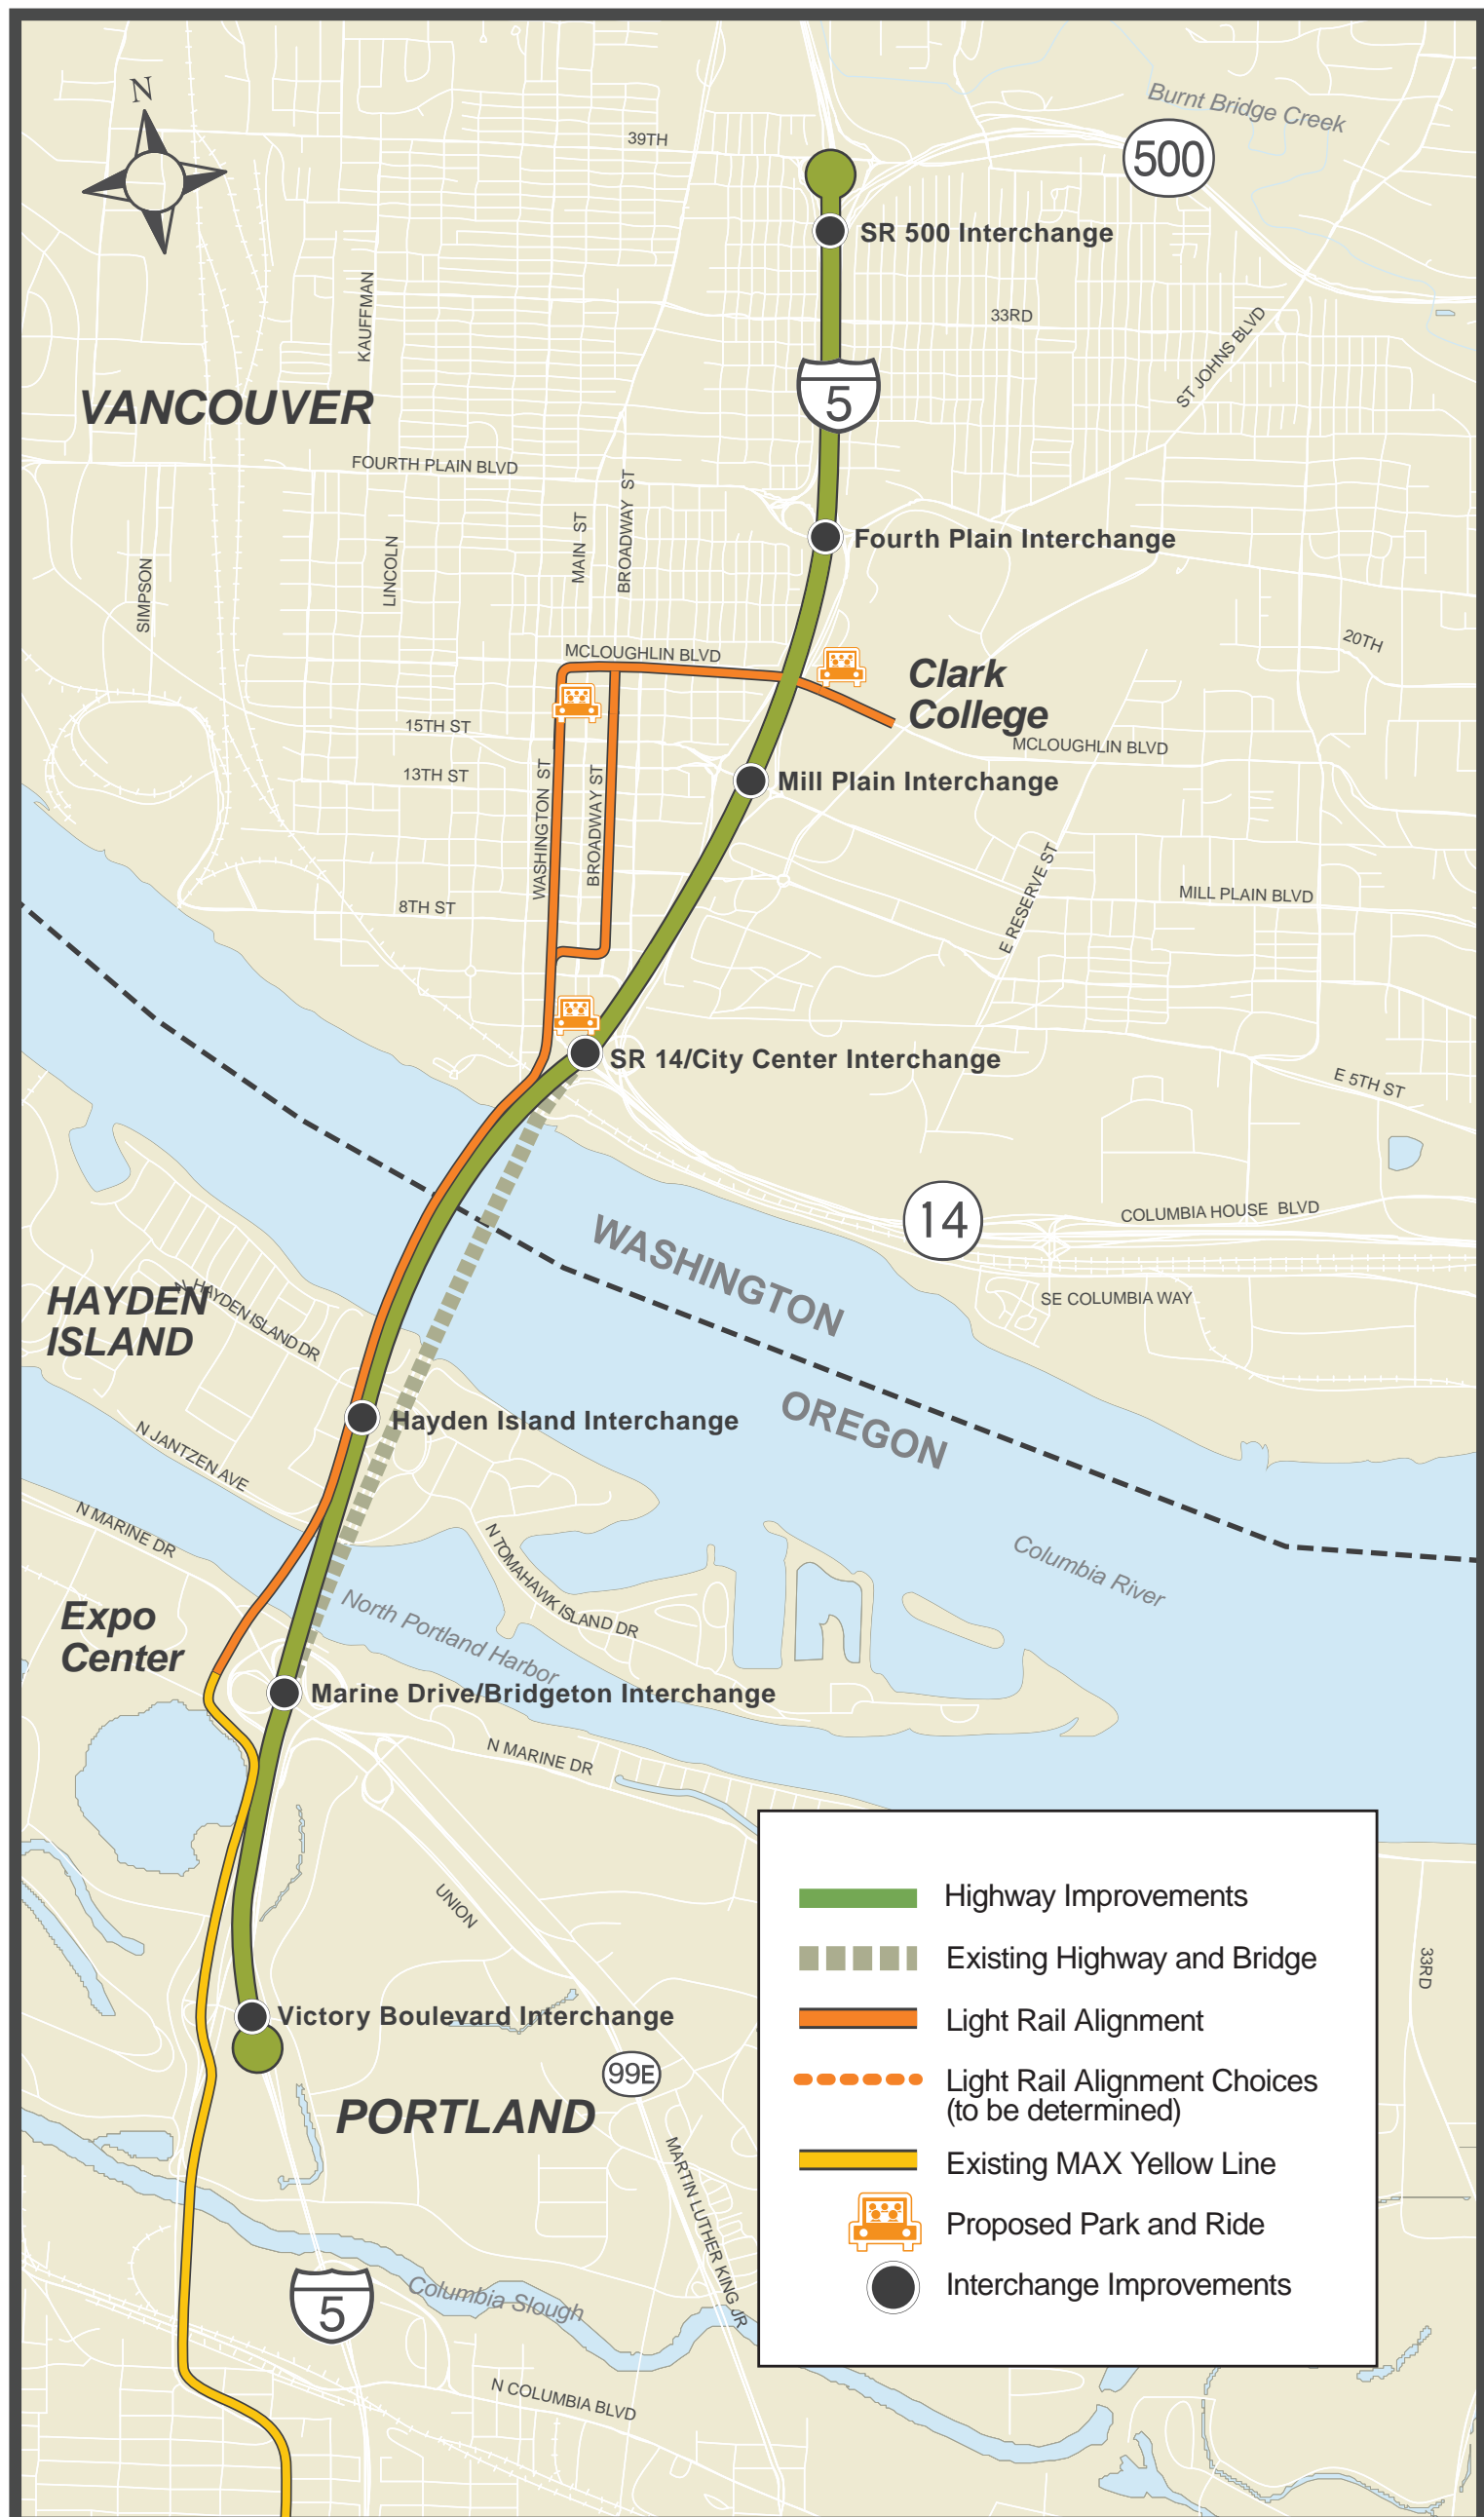 N
Burnt Bridge Creek
39TH
500
SR 500 Interchange
KAUFFMAN
33RD
ST JOHNS BLVD
5
VANCOUVER
FOURTH PLAIN BLVD
BROADWAY ST
MAIN ST
LINCOLN
SIMPSON
Fourth Plain Interchange
20TH
MCLOUGHLIN BLVD
Clark
College
15TH ST
MCLOUGHLIN BLVD
13TH ST
WASHINGTON ST
BROADWAY ST
Mill Plain Interchange
E RESERVE ST
MILL PLAIN BLVD
8TH ST
SR 14/City Center Interchange
E 5TH ST
14
COLUMBIA HOUSE BLVD
WASHINGTON
HAYDEN
ISLAND
N HAYDEN ISLAND DR
SE COLUMBIA WAY
OREGON
Hayden Island Interchange
N JANTZEN AVE
N MARINE DR
N TOMAHAWK ISLAND DR
Columbia River
Expo
Center
North Portland Harbor
Marine Drive/Bridgeton Interchange
N MARINE DR
UNION
33RD
Victory Boulevard Interchange
99E
PORTLAND
MARTIN LUTHER KING JR
5
Columbia Slough
N COLUMBIA BLVD
Highway Improvements
Existing Highway and Bridge
Light Rail Alignment
Light Rail Alignment Choices
(to be determined)
Existing MAX Yellow Line
Proposed Park and Ride
Interchange Improvements